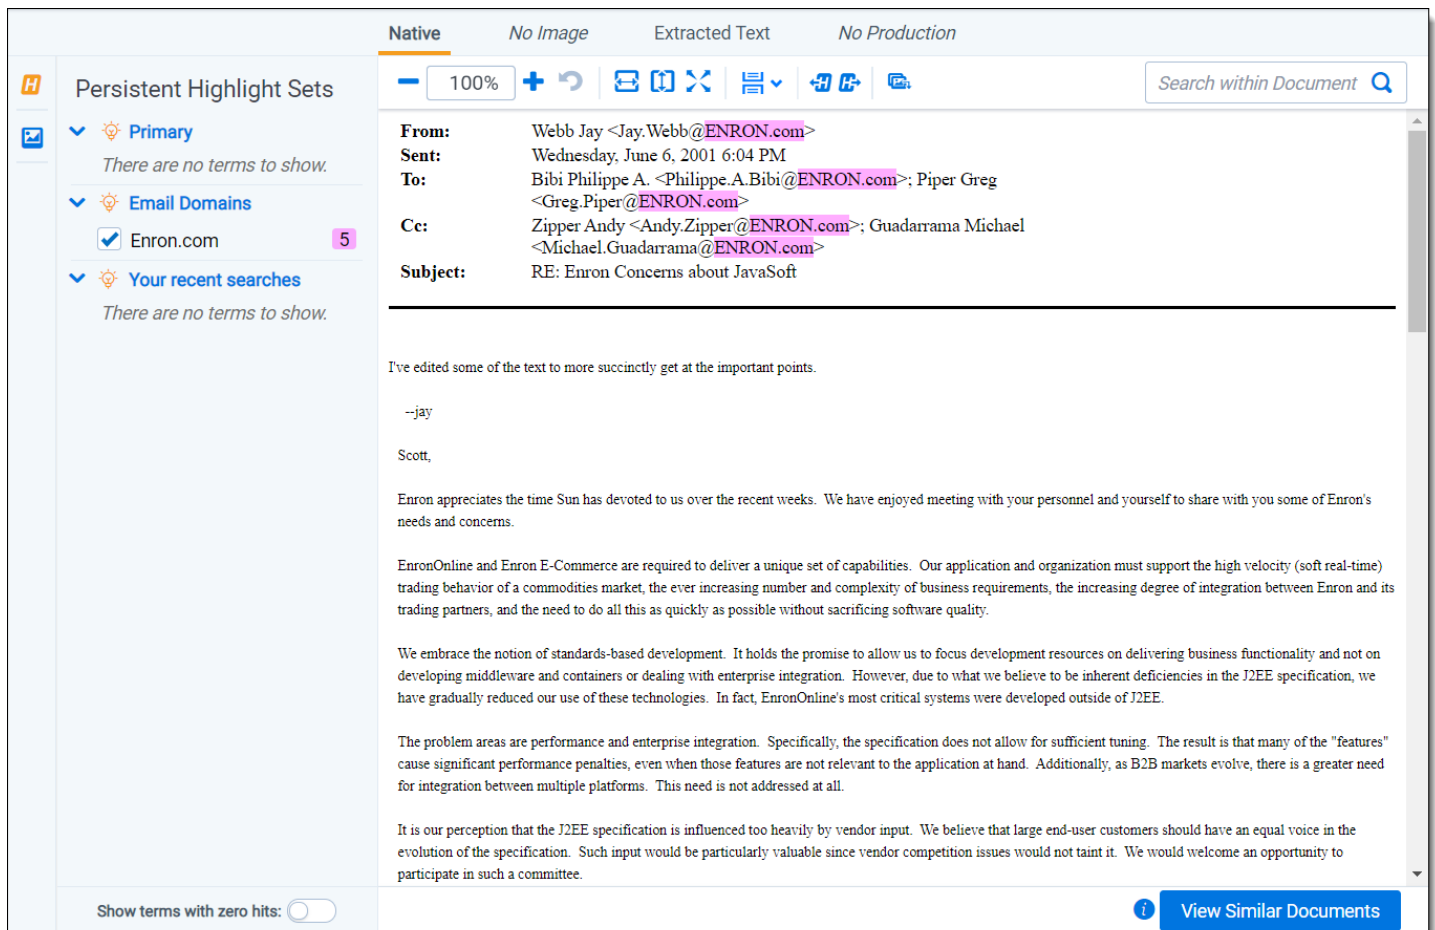 Native No Image Extracted Text No Production
Persistent Highlight Sets
100%
Search within Document
Primary
There are no terms to show.
Email Domains
Enron.com 5
Your recent searches
There are no terms to show.
From: Webb Jay <Jay.Webb@ENRON.com>
Sent: Wednesday, June 6, 2001 6:04 PM
To: Bibi Philippe A. <Philippe.A.Bibi@ENRON.com>; Piper Greg
<Greg.Piper@ENRON.com>
Cc: Zipper Andy <Andy.Zipper@ENRON.com>; Guadarrama Michael
<Michael.Guadarrama@ENRON.com>
Subject: RE: Enron Concerns about JavaSoft
I've edited some of the text to more succinctly get at the important points.
--jay
Scott,
Enron appreciates the time Sun has devoted to us over the recent weeks. We have enjoyed meeting with your personnel and yourself to share with you some of Enron's
needs and concerns.
EnronOnline and Enron E-Commerce are required to deliver a unique set of capabilities. Our application and organization must support the high velocity (soft real-time)
trading behavior of a commodities market, the ever increasing number and complexity of business requirements, the increasing degree of integration between Enron and its
trading partners, and the need to do all this as quickly as possible without sacrificing software quality.
We embrace the notion of standards-based development. It holds the promise to allow us to focus development resources on delivering business functionality and not on
developing middleware and containers or dealing with enterprise integration. However, due to what we believe to be inherent deficiencies in the J2EE specification, we
have gradually reduced our use of these technologies. In fact, EnronOnline's most critical systems were developed outside of J2EE.
The problem areas are performance and enterprise integration. Specifically, the specification does not allow for sufficient tuning. The result is that many of the "features"
cause significant performance penalties, even when those features are not relevant to the application at hand. Additionally, as B2B markets evolve, there is a greater need
for integration between multiple platforms. This need is not addressed at all.
It is our perception that the J2EE specification is influenced too heavily by vendor input. We believe that large end-user customers should have an equal voice in the
evolution of the specification. Such input would be particularly valuable since vendor competition issues would not taint it. We would welcome an opportunity to
participate in such a committee.
Show terms with zero hits:
View Similar Documents